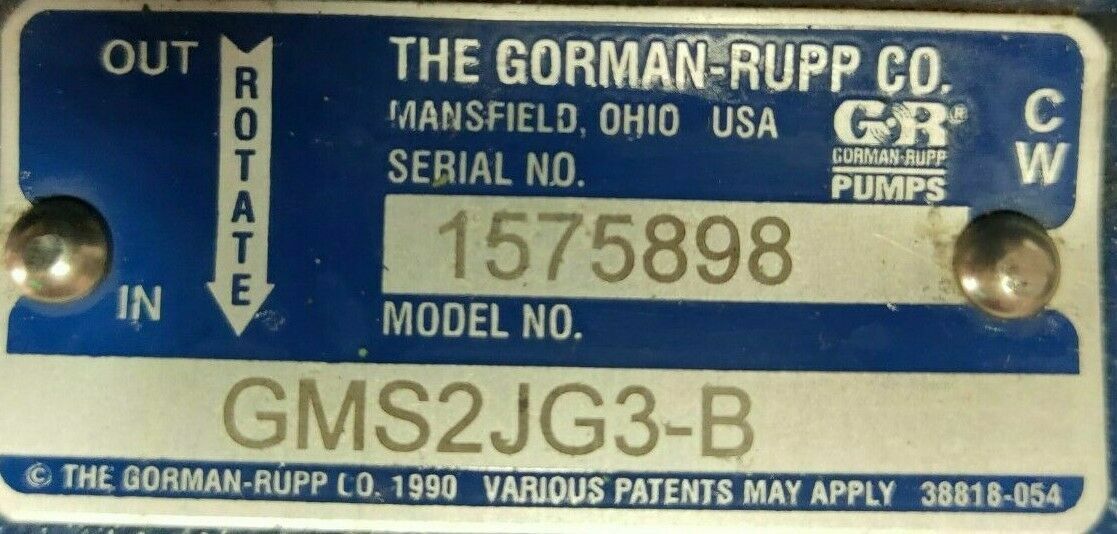 OUT
ROTATE
IN
THE GORMAN-RUPP CO.
MANSFIELD, OHIO USA
G·R®
GORMAN-RUPP
PUMPS
C
W
SERIAL NO.
1575898
MODEL NO.
GMS2JG3-B
© THE GORMAN-RUPP CO. 1990 VARIOUS PATENTS MAY APPLY 38818-054